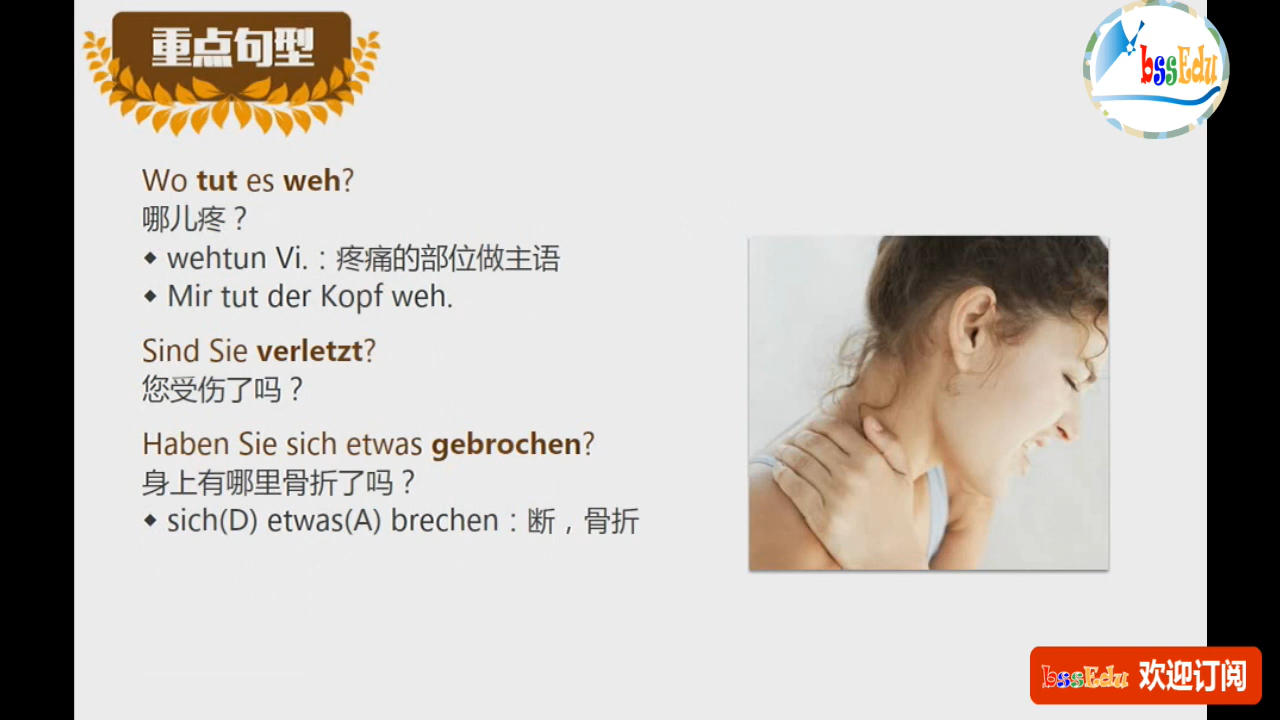 重点句型
bssEdu
Wo tut es weh?
哪儿疼？
◆ wehtun Vi.：疼痛的部位做主语
◆ Mir tut der Kopf weh.
Sind Sie verletzt?
您受伤了吗？
Haben Sie sich etwas gebrochen?
身上有哪里骨折了吗？
◆ sich(D) etwas(A) brechen：断，骨折
bssEdu 欢迎订阅